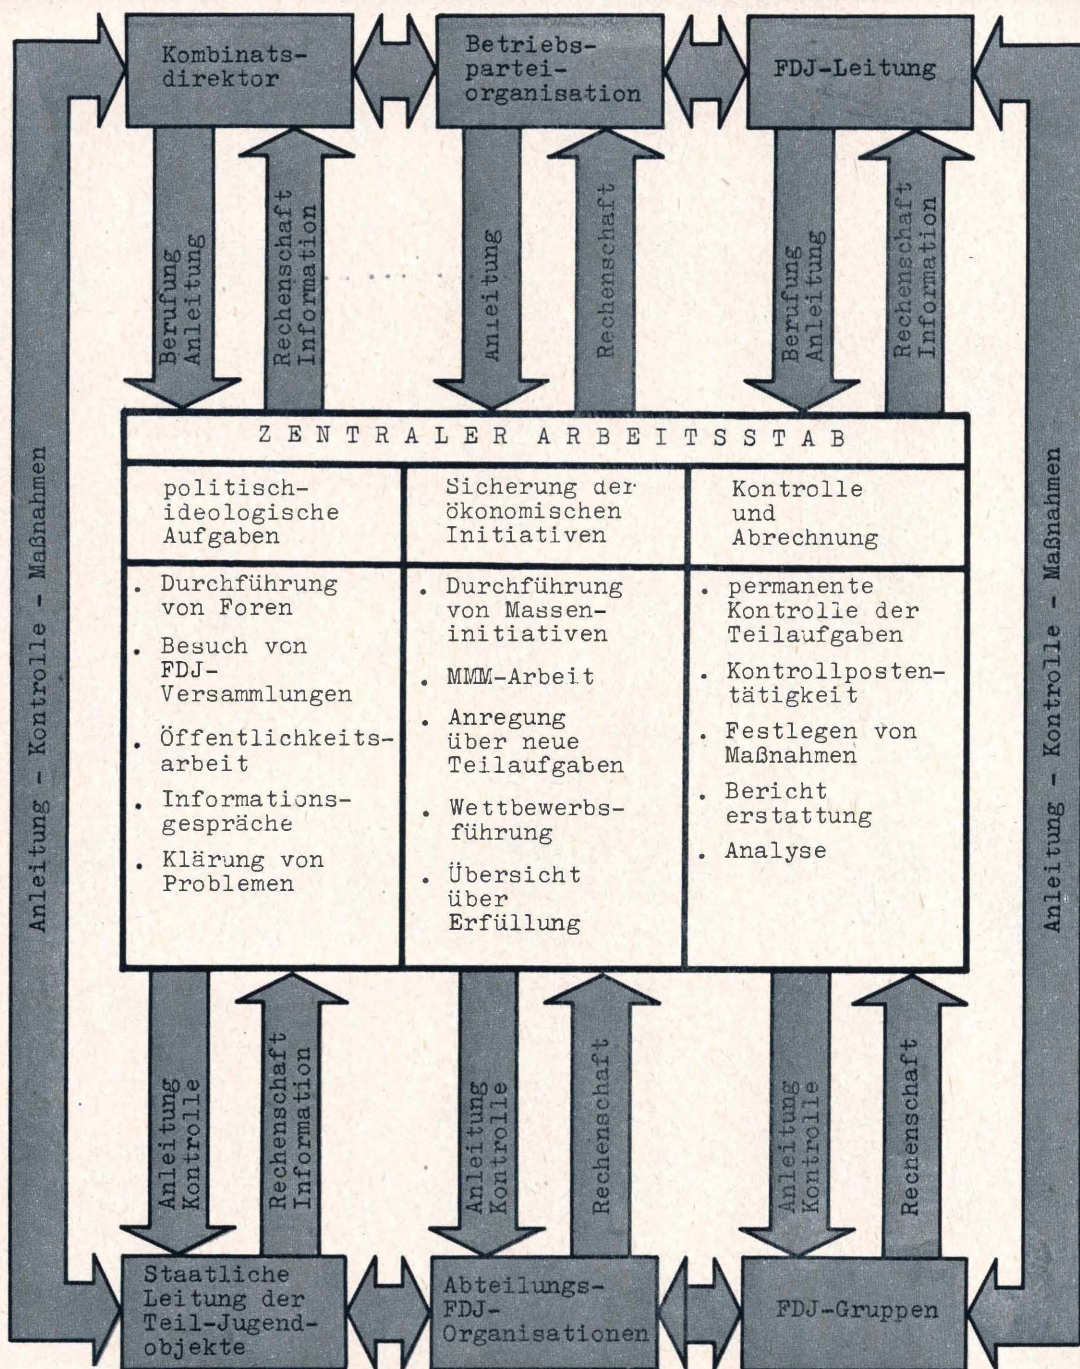 Kombinats-
direktor
Betriebs-
partei-
organisation
FDJ-Leitung
Berufung
Anleitung
Rechenschaft
Information
Anleitung
Rechenschaft
Berufung
Anleitung
Rechenschaft
Information
Anleitung - Kontrolle - Maßnahmen
Anleitung - Kontrolle - Maßnahmen
ZENTRALER ARBEITSSTAB
politisch-
ideologische
Aufgaben
Sicherung der
ökonomischen
Initiativen
Kontrolle
und
Abrechnung
. Durchführung
von Foren
. Besuch von
FDJ-
Versammlungen
. Öffentlichkeits-
arbeit
. Informations-
gespräche
. Klärung von
Problemen
. Durchführung
von Massen-
initiativen
. MMM-Arbeit
. Anregung
über neue
Teilaufgaben
. Wettbewerbs-
führung
. Übersicht
über
Erfüllung
. permanente
Kontrolle der
Teilaufgaben
. Kontrollposten-
tätigkeit
. Festlegen von
Maßnahmen
. Bericht
erstattung
. Analyse
Anleitung
Kontrolle
Rechenschaft
Information
Anleitung
Kontrolle
Rechenschaft
Anleitung
Kontrolle
Rechenschaft
Staatliche
Leitung der
Teil-Jugend-
objekte
Abteilungs-
FDJ-
Organisationen
FDJ-Gruppen